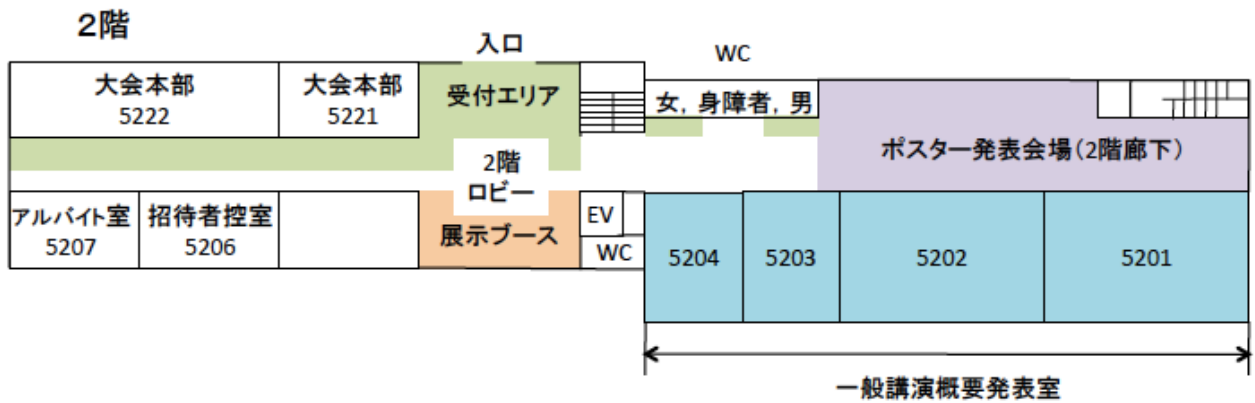 2階
入口
WC
大会本部
5222
大会本部
5221
受付エリア
女, 身障者, 男
ポスター発表会場(2階廊下)
2階
ロビー
アルバイト室
5207
招待者控室
5206
展示ブース
EV
WC
5204
5203
5202
5201
一般講演概要発表室